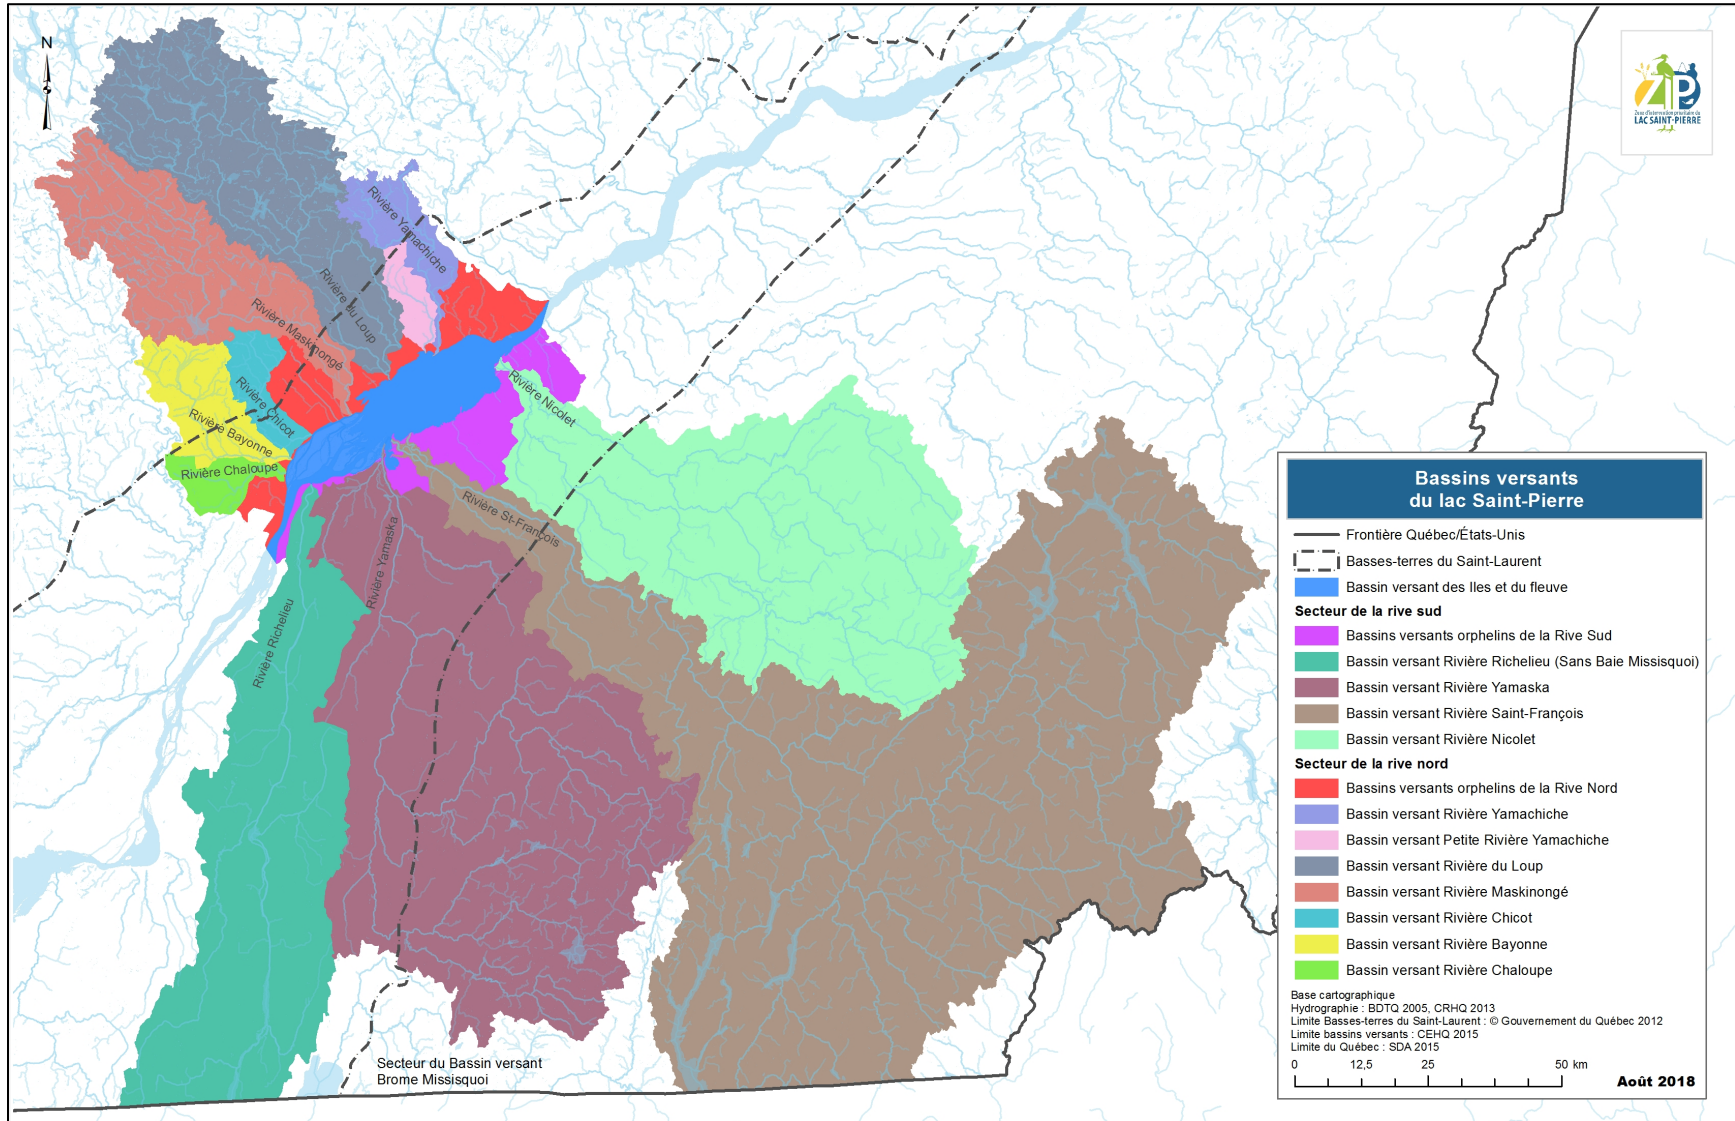 N
ZIP
Zone d'intervention prioritaire du
LAC SAINT-PIERRE
Rivière Yamachiche
Rivière du Loup
Rivière Maskinongé
Rivière Chicot
Rivière Bayonne
Rivière Chaloupe
Rivière Nicolet
Rivière St-François
Rivière Yamaska
Rivière Richelieu
Secteur du Bassin versant
Brome Missisquoi
Bassins versants
du lac Saint-Pierre
Frontière Québec/États-Unis
Basses-terres du Saint-Laurent
Bassin versant des Iles et du fleuve
Secteur de la rive sud
Bassins versants orphelins de la Rive Sud
Bassin versant Rivière Richelieu (Sans Baie Missisquoi)
Bassin versant Rivière Yamaska
Bassin versant Rivière Saint-François
Bassin versant Rivière Nicolet
Secteur de la rive nord
Bassins versants orphelins de la Rive Nord
Bassin versant Rivière Yamachiche
Bassin versant Petite Rivière Yamachiche
Bassin versant Rivière du Loup
Bassin versant Rivière Maskinongé
Bassin versant Rivière Chicot
Bassin versant Rivière Bayonne
Bassin versant Rivière Chaloupe
Base cartographique
Hydrographie : BDTQ 2005, CRHQ 2013
Limite Basses-terres du Saint-Laurent : © Gouvernement du Québec 2012
Limite bassins versants : CEHQ 2015
Limite du Québec : SDA 2015
0 12,5 25 50 km
Août 2018